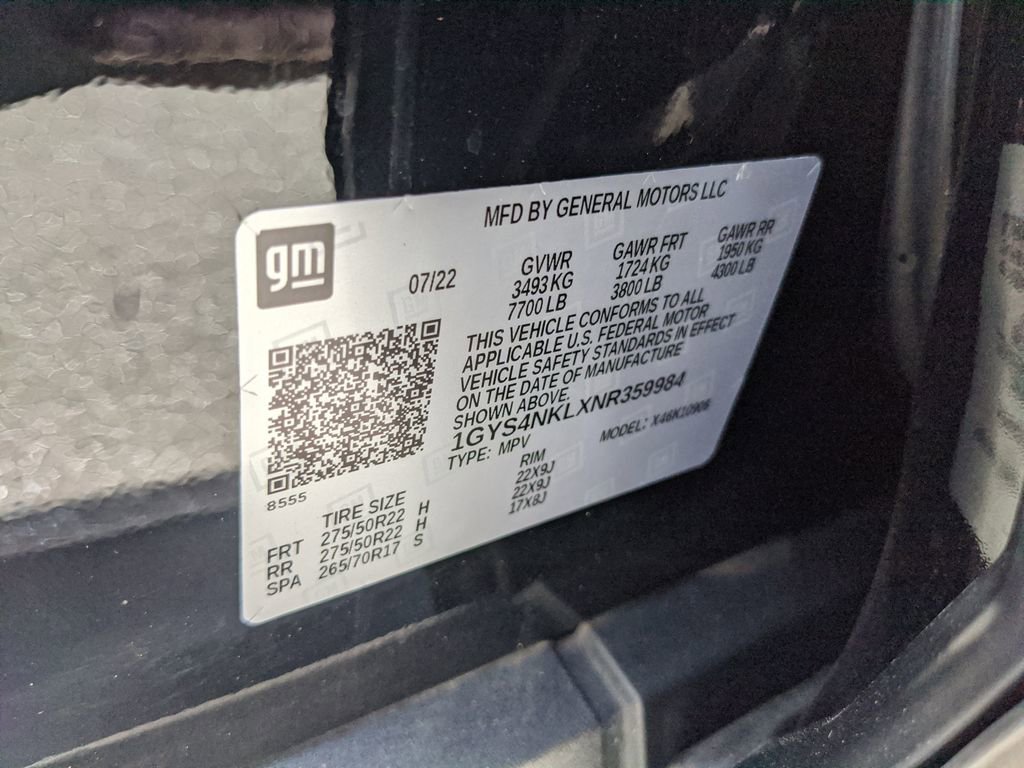 MFD BY GENERAL MOTORS LLC
gm
07/22
GVWR
3493 KG
7700 LB
GAWR FRT
1724 KG
3800 LB
GAWR RR
1950 KG
4300 LB
THIS VEHICLE CONFORMS TO ALL
APPLICABLE U.S. FEDERAL MOTOR
VEHICLE SAFETY STANDARDS IN EFFECT
ON THE DATE OF MANUFACTURE
SHOWN ABOVE.
1GYS4NKLXNR359984
TYPE: MPV MODEL: X46K10906
8555
TIRE SIZE RIM
FRT 275/50R22 H 22X9J
RR 275/50R22 H 22X9J
SPA 265/70R17 S 17X8J